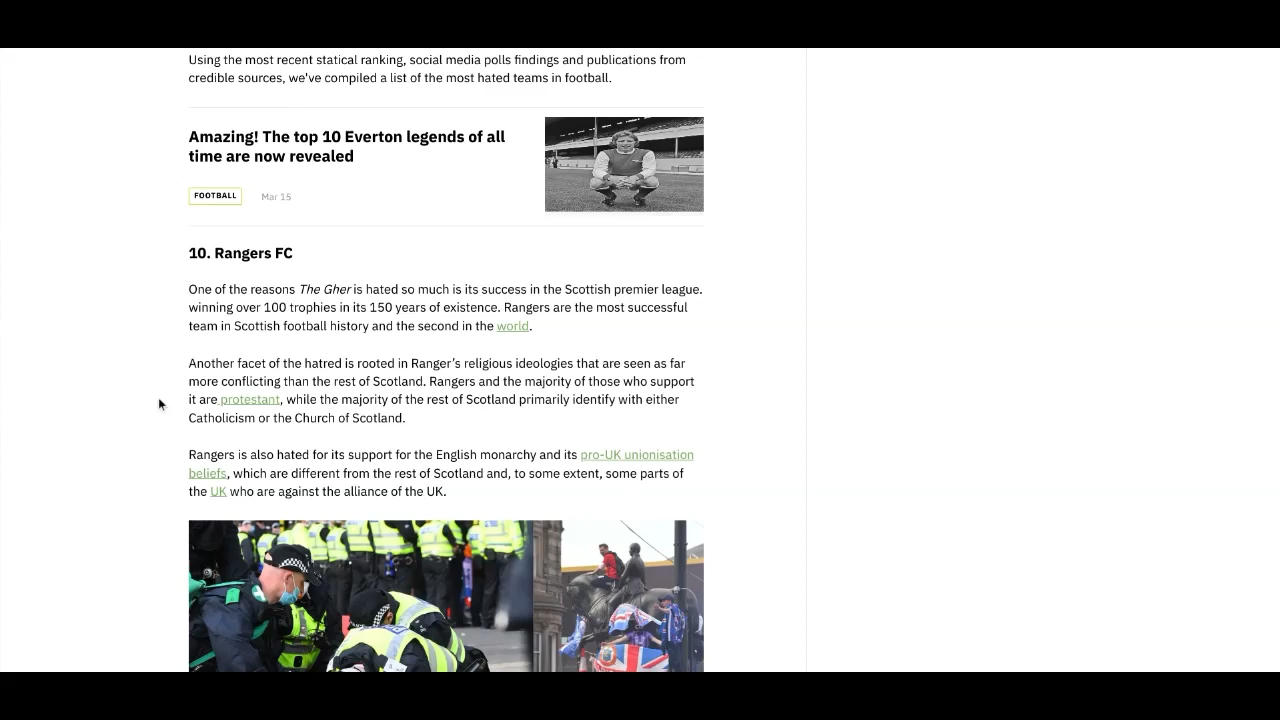 Using the most recent statical ranking, social media polls findings and publications from
credible sources, we've compiled a list of the most hated teams in football.
Amazing! The top 10 Everton legends of all
time are now revealed
FOOTBALL Mar 15
10. Rangers FC
One of the reasons The Gher is hated so much is its success in the Scottish premier league.
winning over 100 trophies in its 150 years of existence. Rangers are the most successful
team in Scottish football history and the second in the world.
Another facet of the hatred is rooted in Ranger’s religious ideologies that are seen as far
more conflicting than the rest of Scotland. Rangers and the majority of those who support
it are protestant, while the majority of the rest of Scotland primarily identify with either
Catholicism or the Church of Scotland.
Rangers is also hated for its support for the English monarchy and its pro-UK unionisation
beliefs, which are different from the rest of Scotland and, to some extent, some parts of
the UK who are against the alliance of the UK.